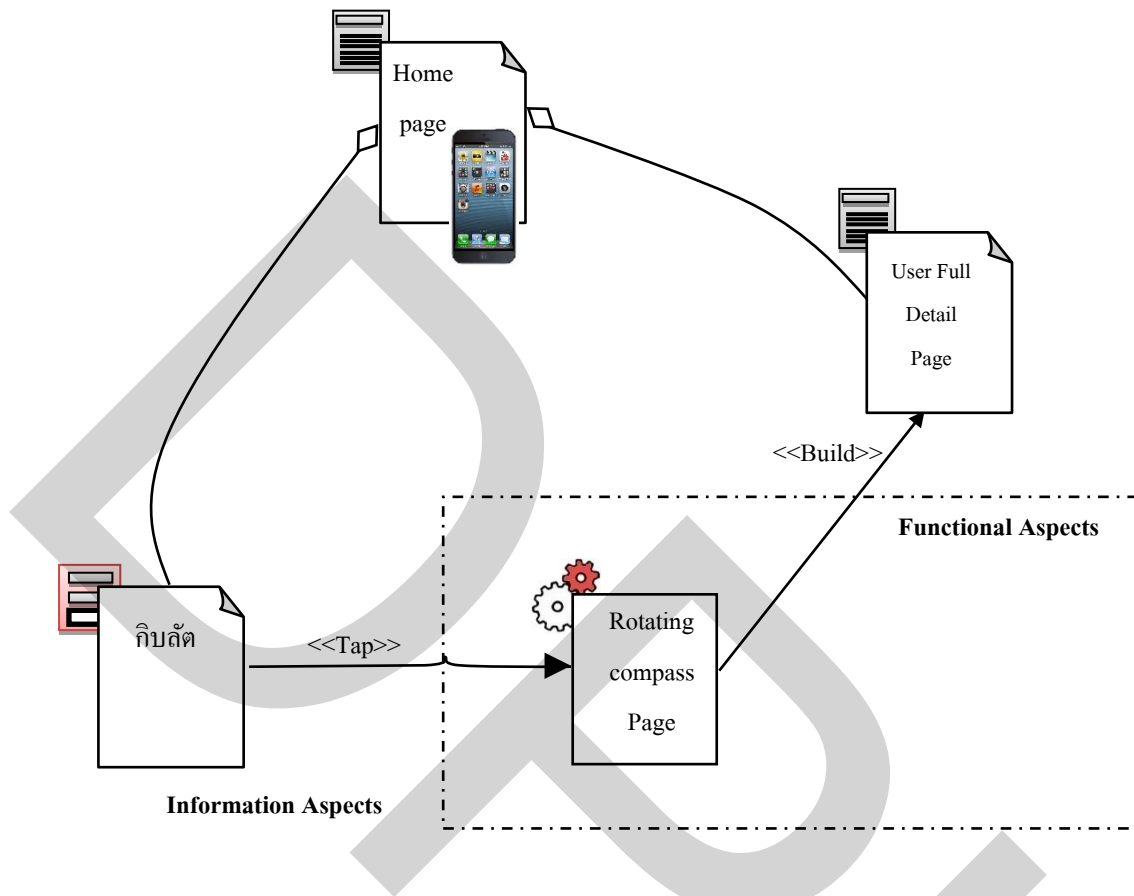 Home
page
User Full
Detail
Page
<<Build>>
Functional Aspects
กิบลัต
<<Tap>>
Rotating
compass
Page
Information Aspects